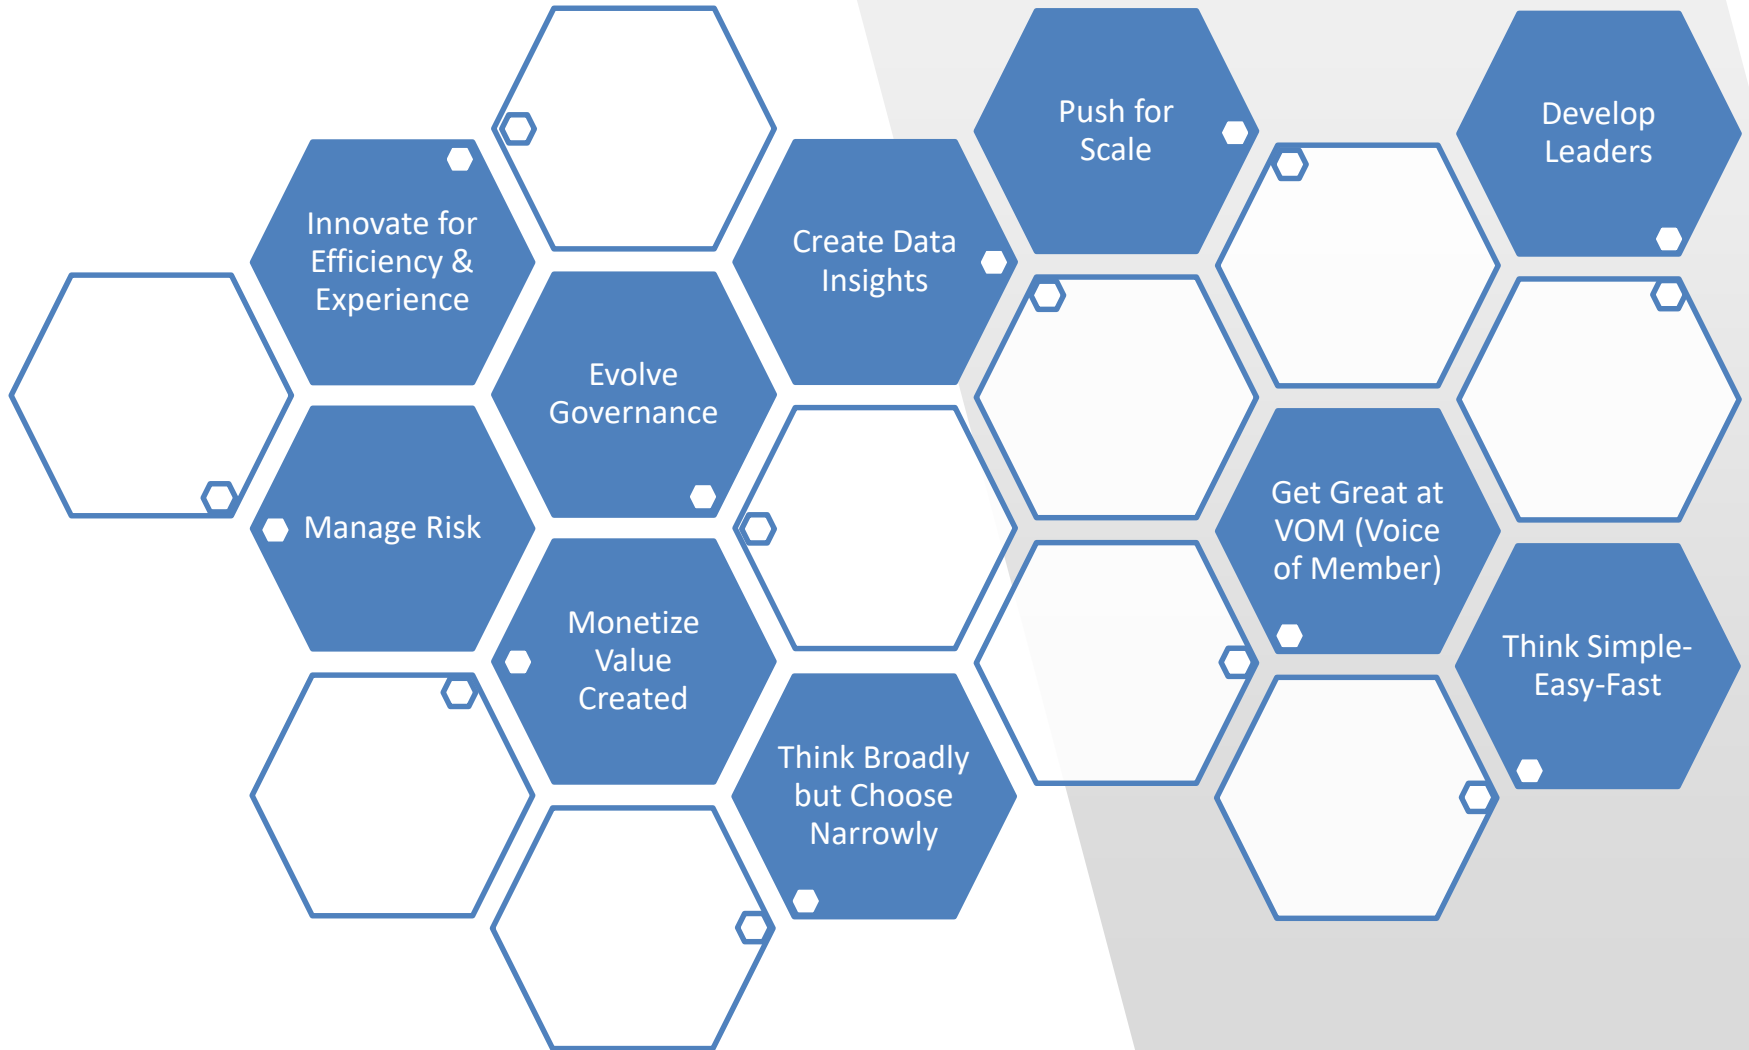 Push for
Scale
Develop
Leaders
Innovate for
Efficiency &
Experience
Create Data
Insights
Evolve
Governance
Manage Risk
Get Great at
VOM (Voice
of Member)
Monetize
Value
Created
Think Simple-
Easy-Fast
Think Broadly
but Choose
Narrowly